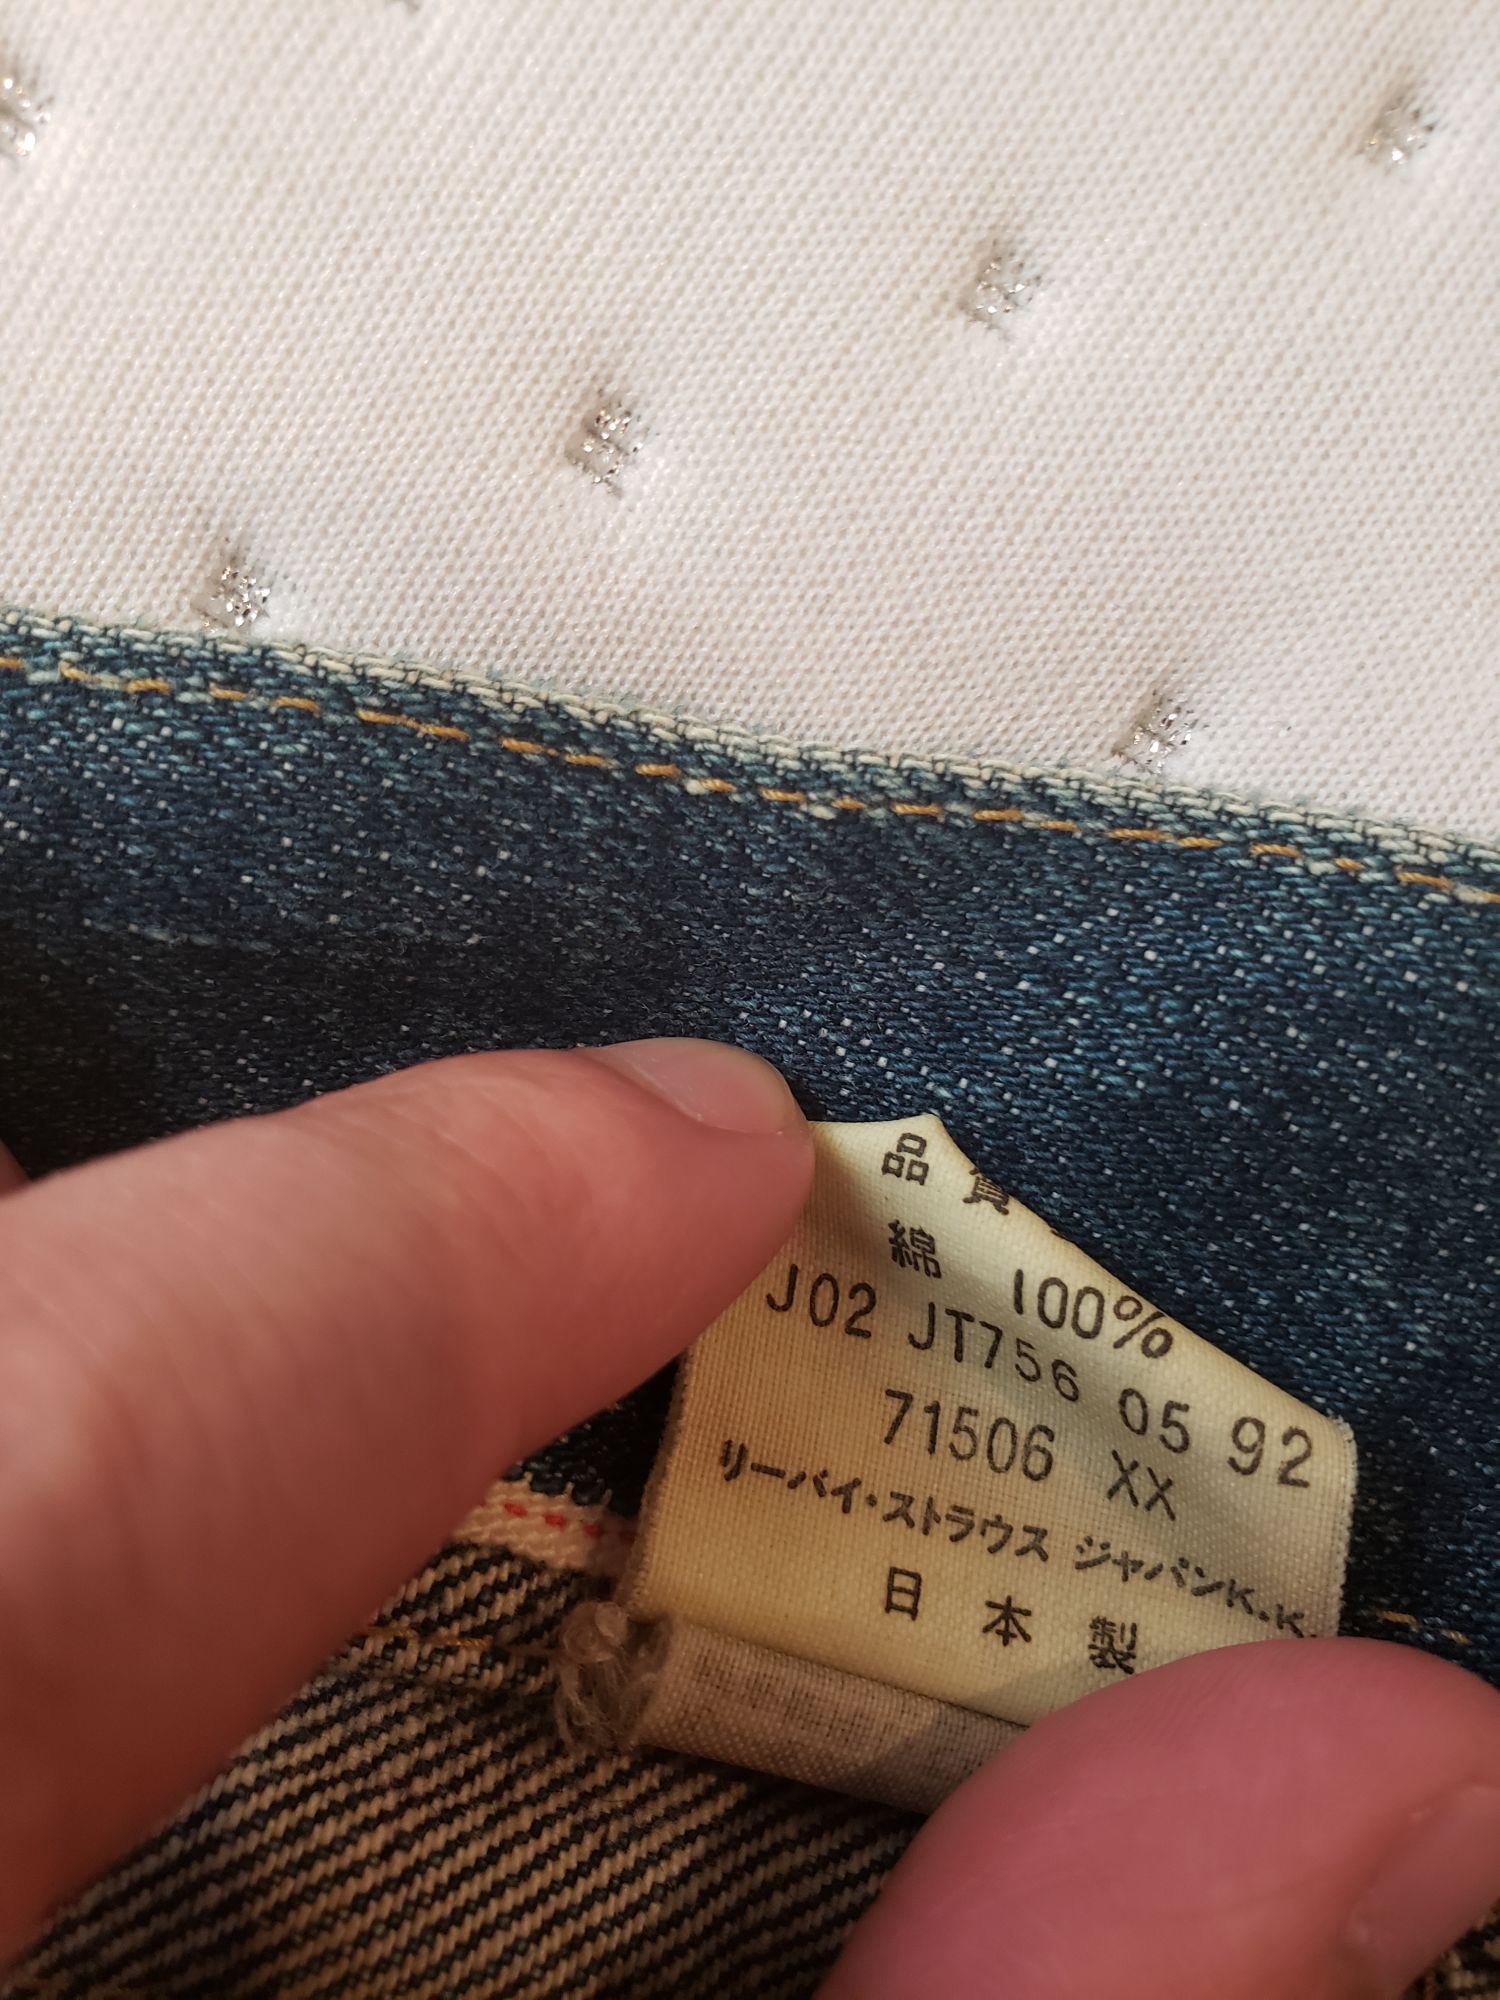 品質
綿 100%
J02 JT756 05 92
71506 XX
リーバイ・ストラウス ジャパンK.K.
日本製